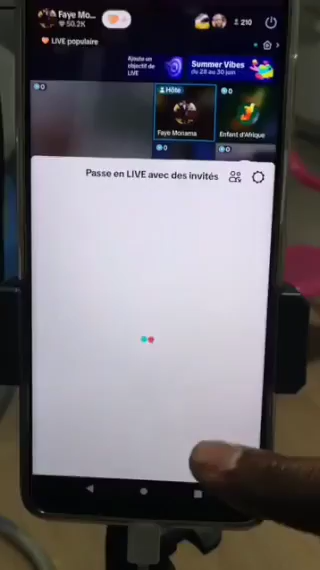 Faye Mo...
50.2K
210
LIVE populaire
Ajoute un
objectif de
LIVE
Summer Vibes
du 28 au 30 juin
0
Hôte
0
Faye Momama
Enfant d'Afrique
0
0
Passe en LIVE avec des invités